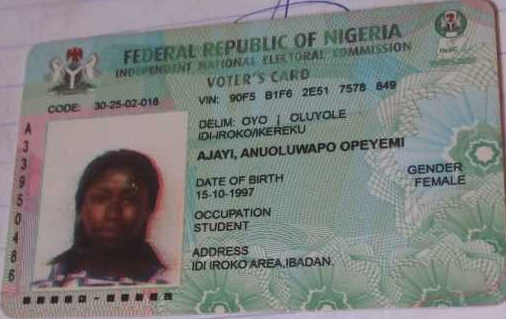 FEDERAL REPUBLIC OF NIGERIA
INDEPENDENT NATIONAL ELECTORAL COMMISSION
VOTER'S CARD
CODE: 30-25-02-018
VIN: 90F5 B1F6 2E51 7578 849
DELIM: OYO | OLUYOLE
IDI-IROKO/IKEREKU
AJAYI, ANUOLUWAPO OPEYEMI
DATE OF BIRTH
15-10-1997
GENDER
FEMALE
OCCUPATION
STUDENT
ADDRESS
IDI IROKO AREA,IBADAN.
A33950486